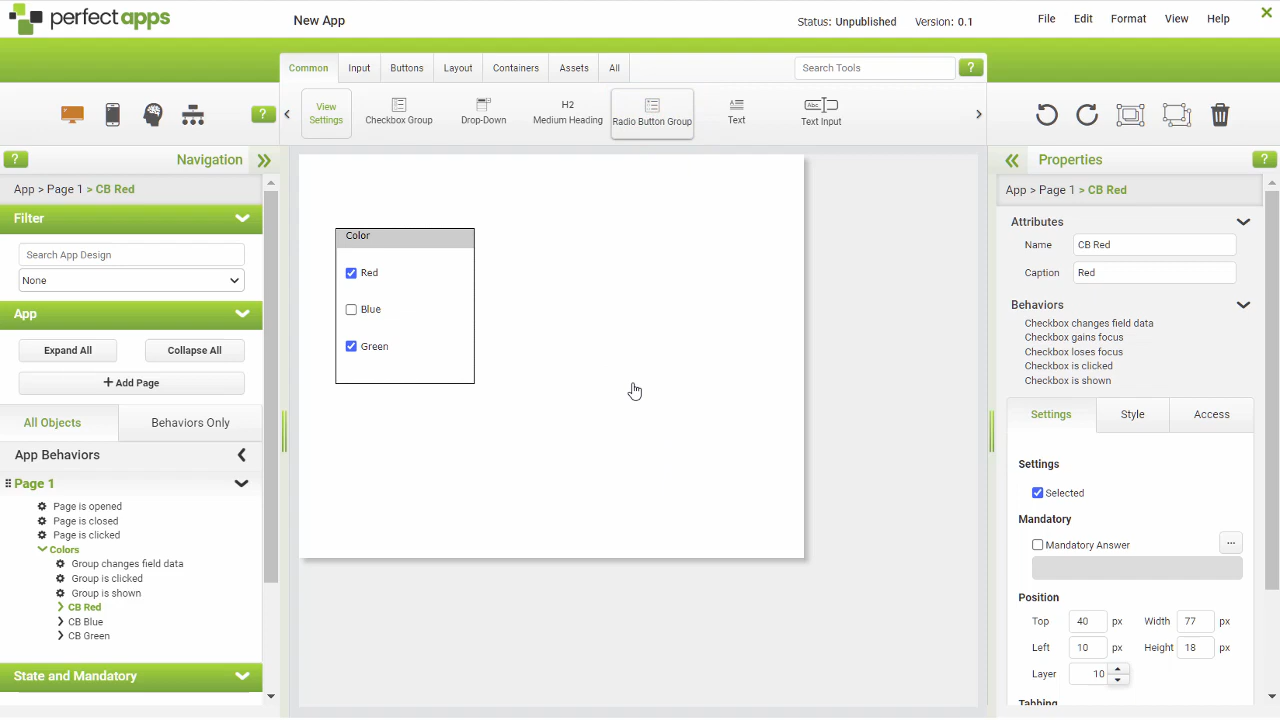 perfectapps
New App
Status: Unpublished
Version: 0.1
File Edit Format View Help
Common Input Buttons Layout Containers Assets All
Search Tools
?
?
View Settings
Checkbox Group
Drop-Down
H2
Medium Heading
Radio Button Group
Text
Abc
Text Input
? Navigation
Properties ?
App > Page 1 > CB Red
Filter
Search App Design
None
App
Expand All Collapse All
+ Add Page
All Objects Behaviors Only
App Behaviors
Page 1
Page is opened
Page is closed
Page is clicked
Colors
Group changes field data
Group is clicked
Group is shown
CB Red
CB Blue
CB Green
State and Mandatory
Color
Red
Blue
Green
App > Page 1 > CB Red
Attributes
Name CB Red
Caption Red
Behaviors
Checkbox changes field data
Checkbox gains focus
Checkbox loses focus
Checkbox is clicked
Checkbox is shown
Settings Style Access
Settings
Selected
Mandatory
Mandatory Answer ...
Position
Top 40 px Width 77 px
Left 10 px Height 18 px
Layer 10
Tabbing